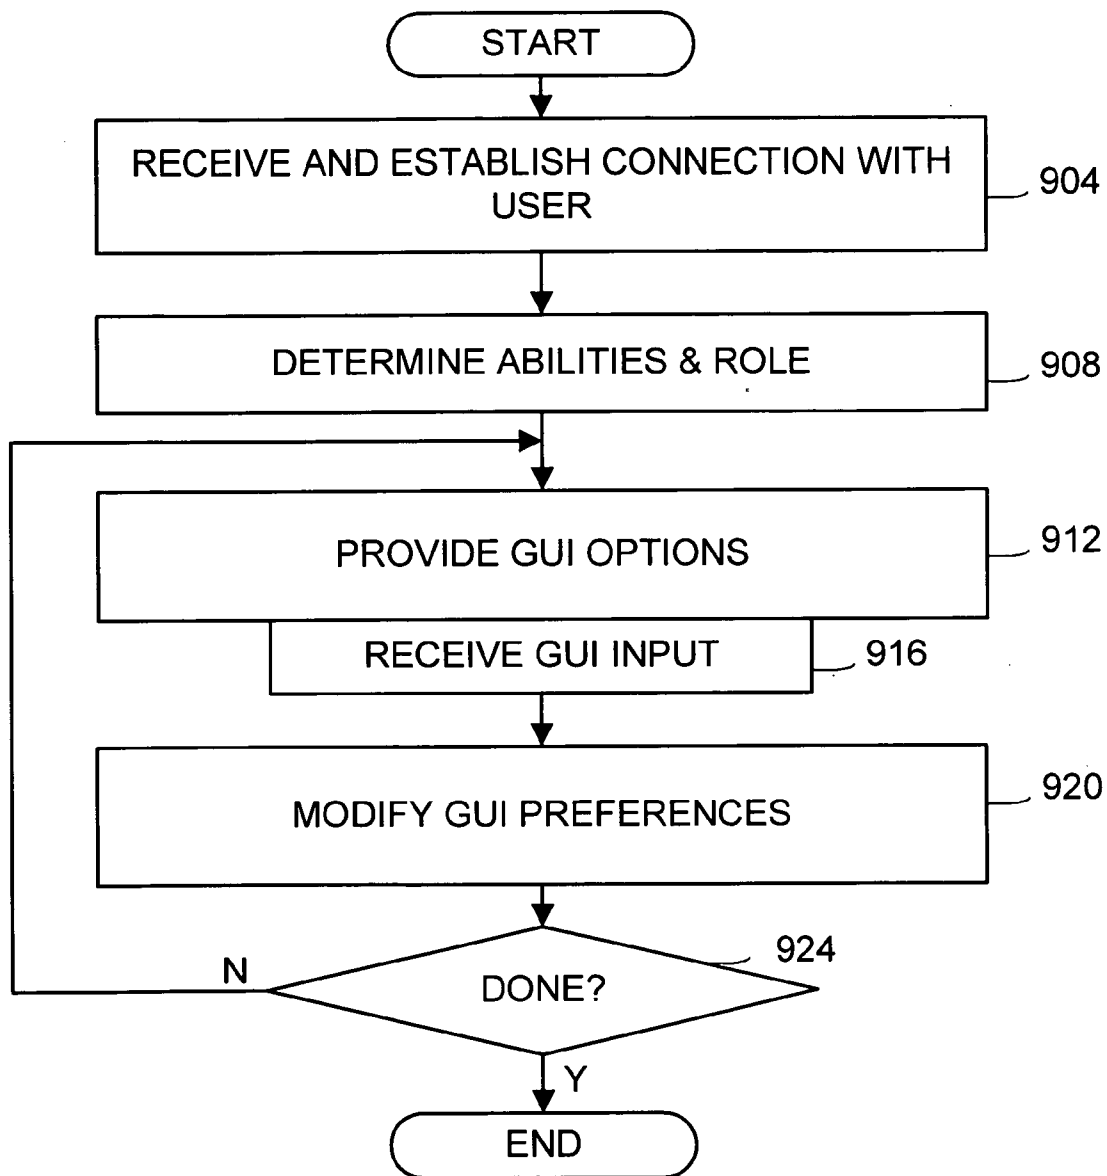 START
RECEIVE AND ESTABLISH CONNECTION WITH
USER
904
DETERMINE ABILITIES & ROLE
908
PROVIDE GUI OPTIONS
912
RECEIVE GUI INPUT
916
MODIFY GUI PREFERENCES
920
924
N
DONE?
Y
END